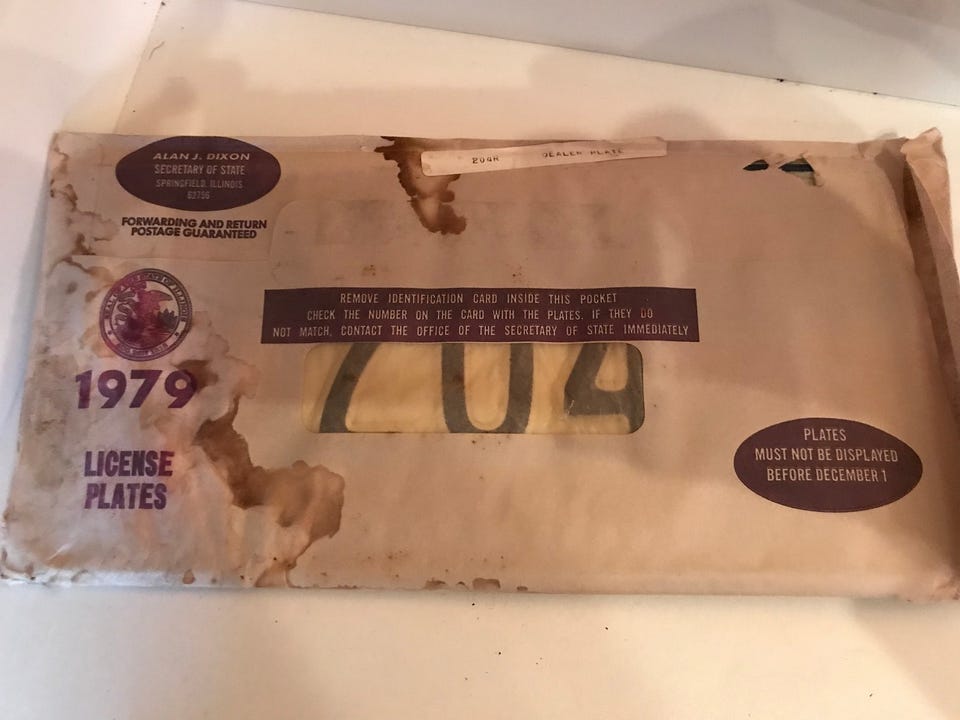 ALAN J. DIXON
SECRETARY OF STATE
SPRINGFIELD, ILLINOIS
62756
FORWARDING AND RETURN
POSTAGE GUARANTEED
204R DEALER PLATE
REMOVE IDENTIFICATION CARD INSIDE THIS POCKET
CHECK THE NUMBER ON THE CARD WITH THE PLATES. IF THEY DO
NOT MATCH, CONTACT THE OFFICE OF THE SECRETARY OF STATE IMMEDIATELY
204
1979
LICENSE
PLATES
PLATES
MUST NOT BE DISPLAYED
BEFORE DECEMBER 1